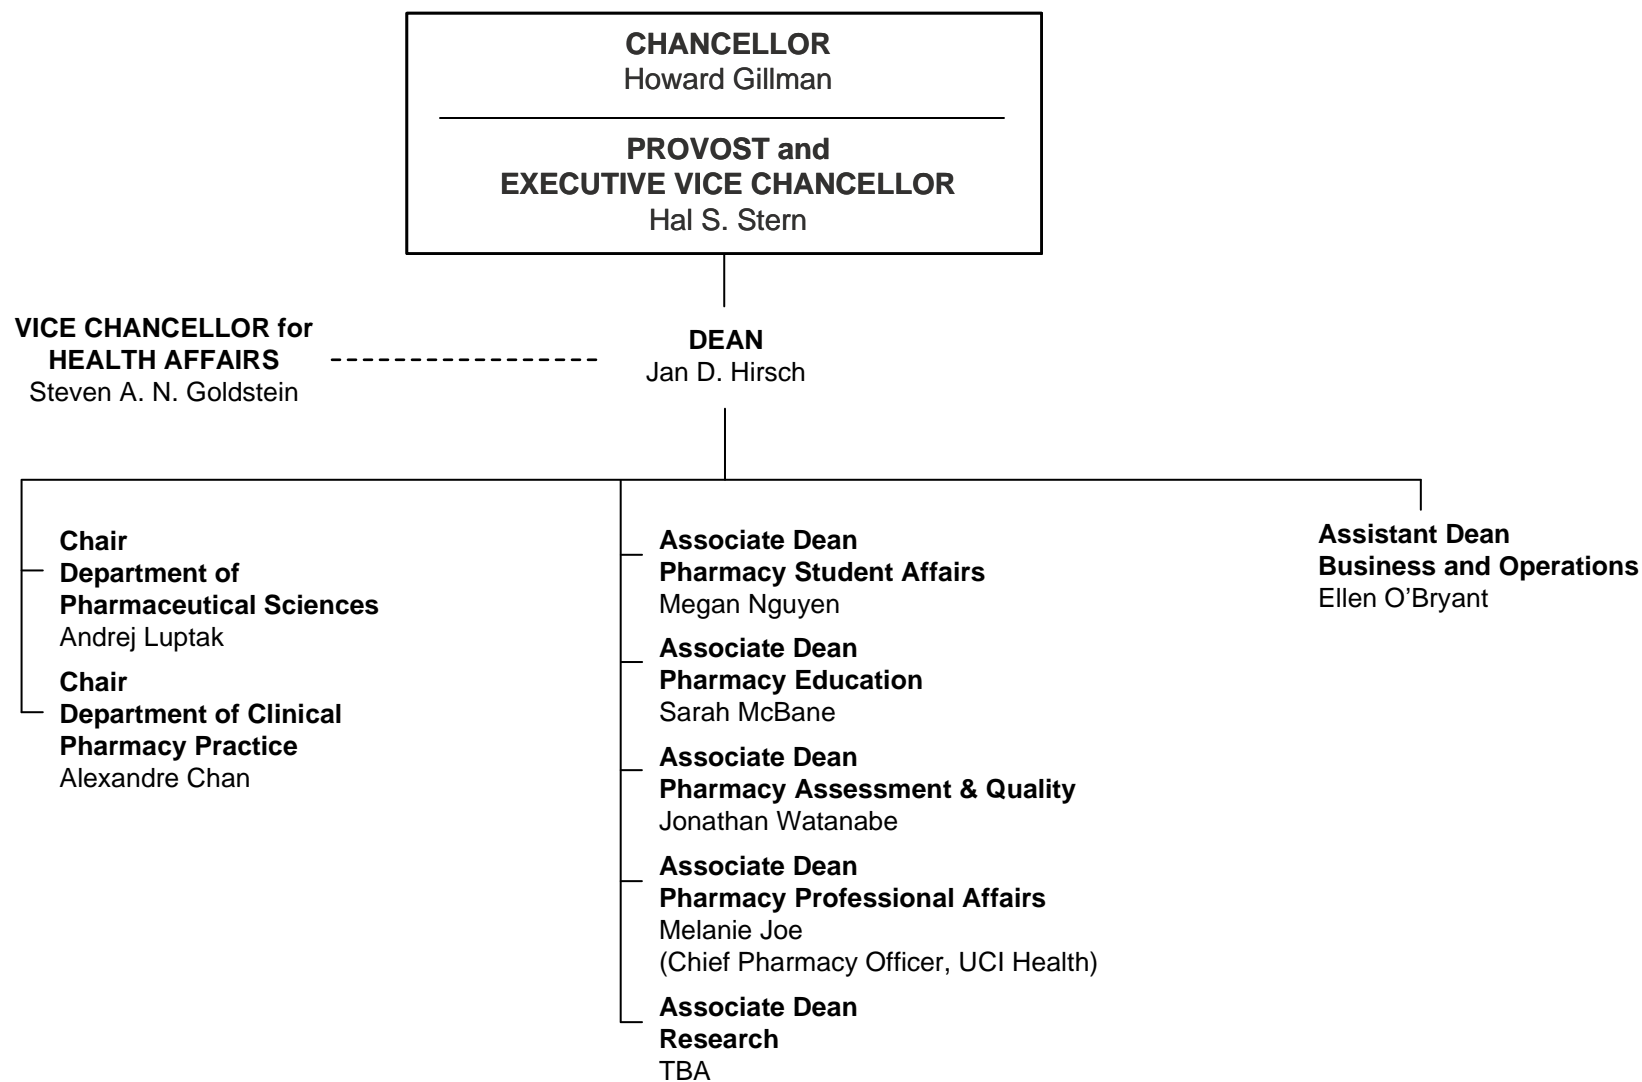 CHANCELLOR
Howard Gillman
PROVOST and
EXECUTIVE VICE CHANCELLOR
Hal S. Stern
VICE CHANCELLOR for
HEALTH AFFAIRS
Steven A. N. Goldstein
DEAN
Jan D. Hirsch
Chair
Department of
Pharmaceutical Sciences
Andrej Luptak
Chair
Department of Clinical
Pharmacy Practice
Alexandre Chan
Associate Dean
Pharmacy Student Affairs
Megan Nguyen
Associate Dean
Pharmacy Education
Sarah McBane
Associate Dean
Pharmacy Assessment & Quality
Jonathan Watanabe
Associate Dean
Pharmacy Professional Affairs
Melanie Joe
(Chief Pharmacy Officer, UCI Health)
Associate Dean
Research
TBA
Assistant Dean
Business and Operations
Ellen O’Bryant